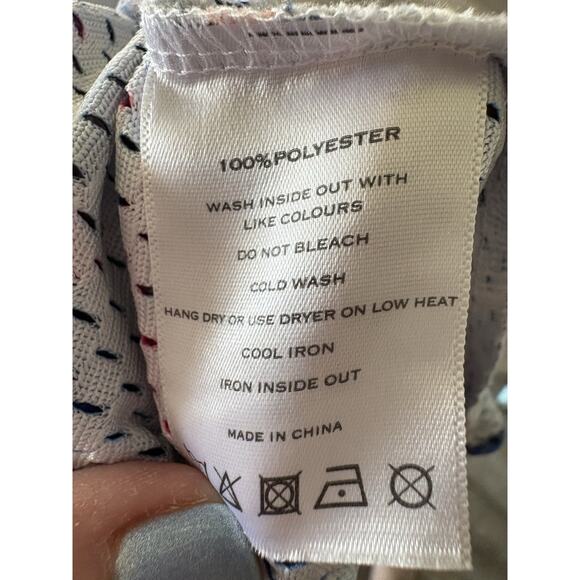 100%POLYESTER
WASH INSIDE OUT WITH
LIKE COLOURS
DO NOT BLEACH
COLD WASH
HANG DRY OR USE DRYER ON LOW HEAT
COOL IRON
IRON INSIDE OUT
MADE IN CHINA